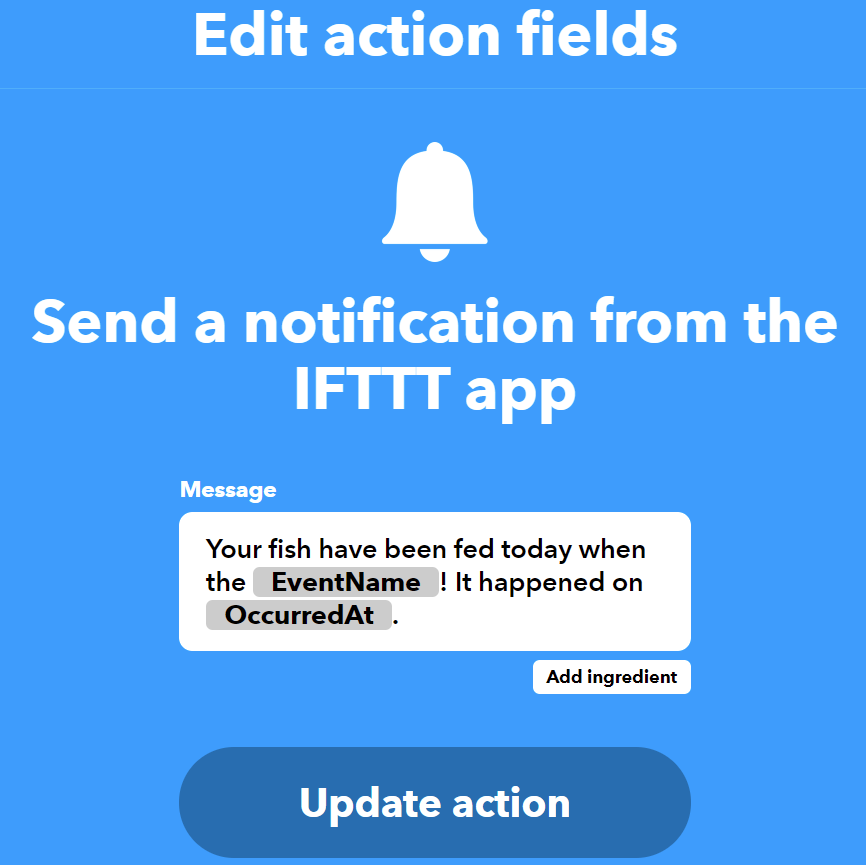 Edit action fields
Send a notification from the
IFTTT app
Message
Your fish have been fed today when
the EventName ! It happened on
OccurredAt .
Add ingredient
Update action